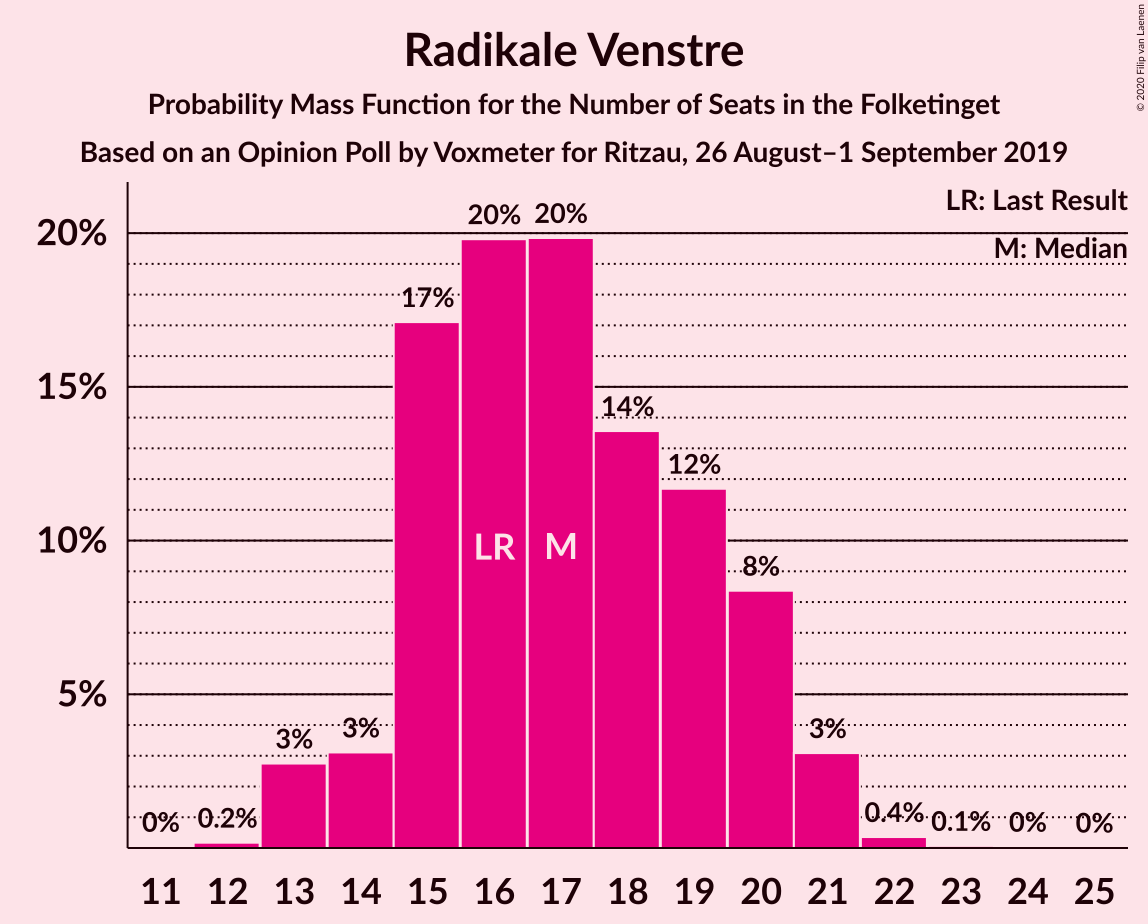 Radikale Venstre
Probability Mass Function for the Number of Seats in the Folketinget
Based on an Opinion Poll by Voxmeter for Ritzau, 26 August–1 September 2019
© 2020 Filip van Laenen
LR: Last Result
M: Median
20%
15%
10%
5%
0%
0.2%
3%
3%
17%
20%
20%
14%
12%
8%
3%
0.4%
0.1%
0%
0%
LR
M
11 12 13 14 15 16 17 18 19 20 21 22 23 24 25